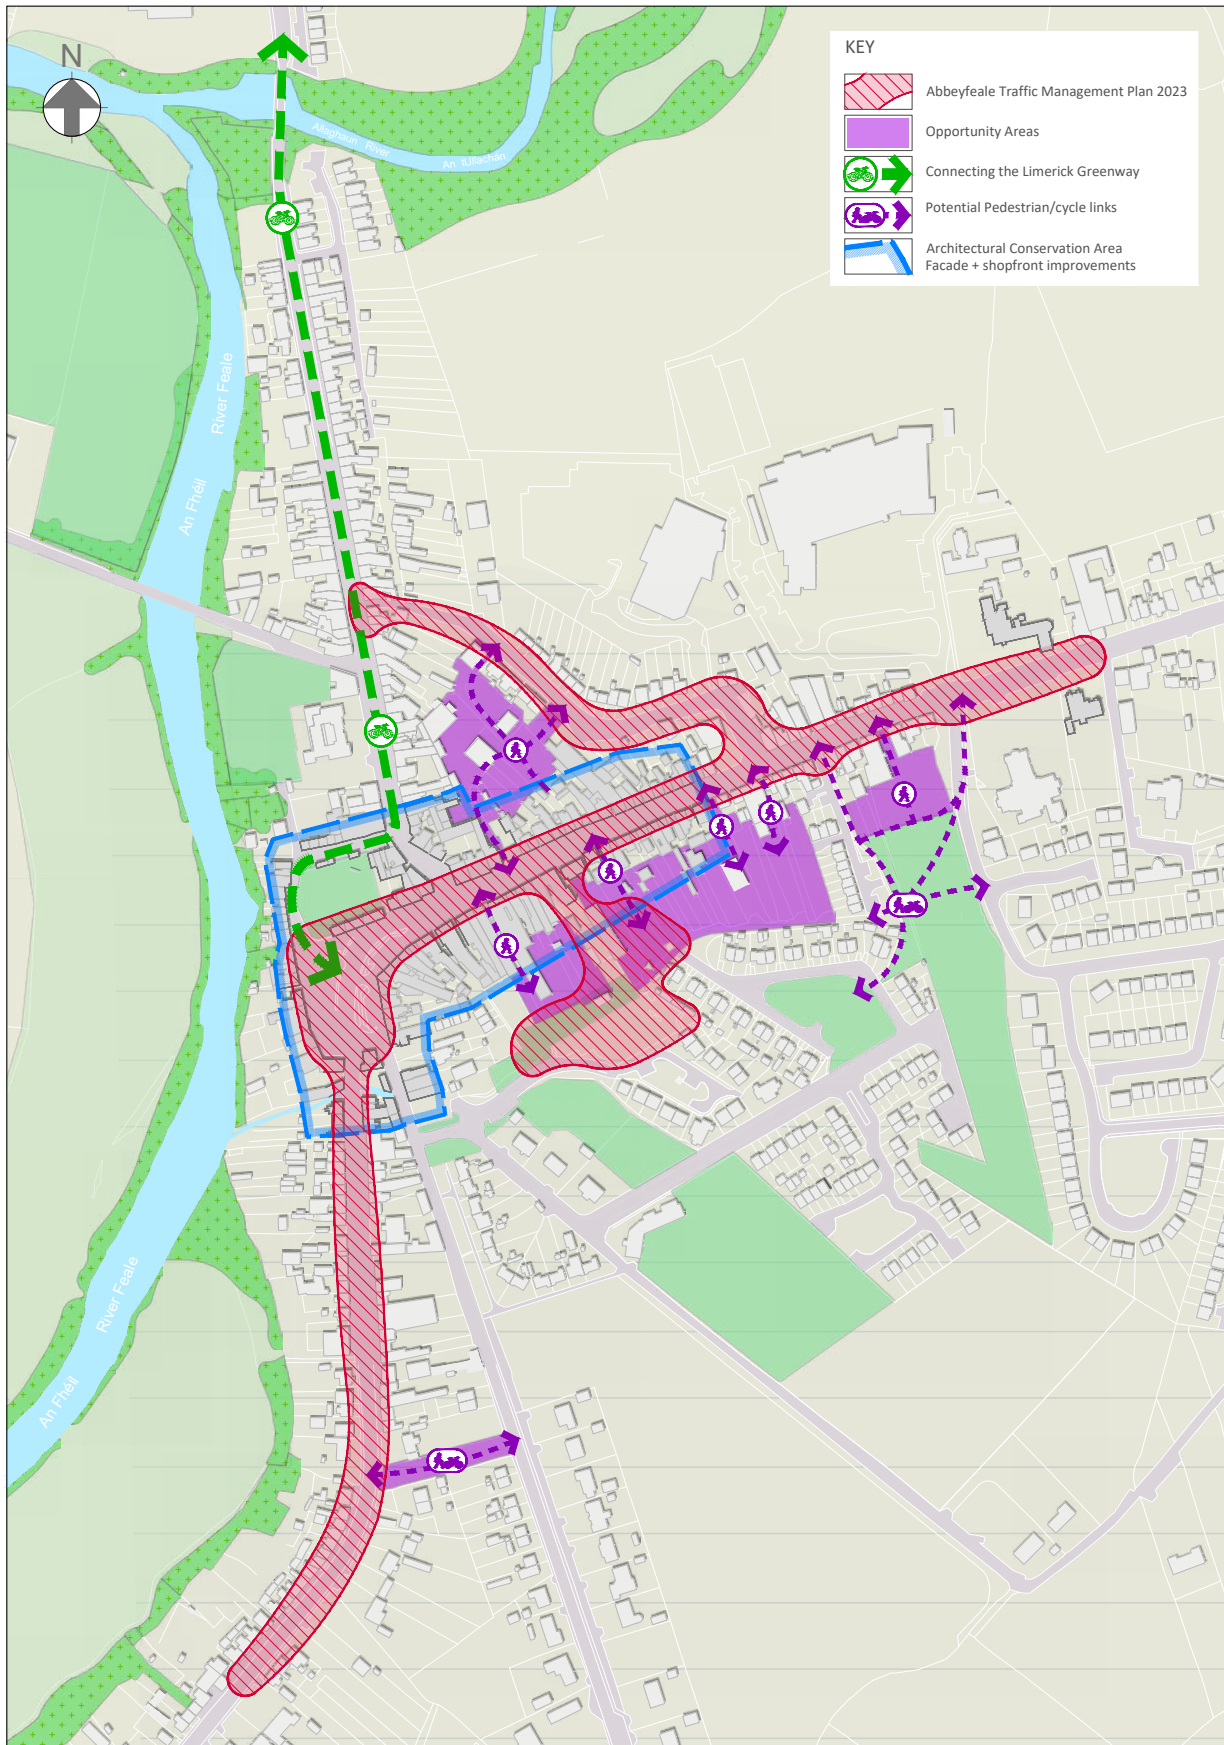 N
KEY
Abbeyfeale Traffic Management Plan 2023
Opportunity Areas
Connecting the Limerick Greenway
Potential Pedestrian/cycle links
Architectural Conservation Area
Facade + shopfront improvements
Allaghaun River
An tUllachán
River Feale
An Fhéil
River Feale
An Fhéil